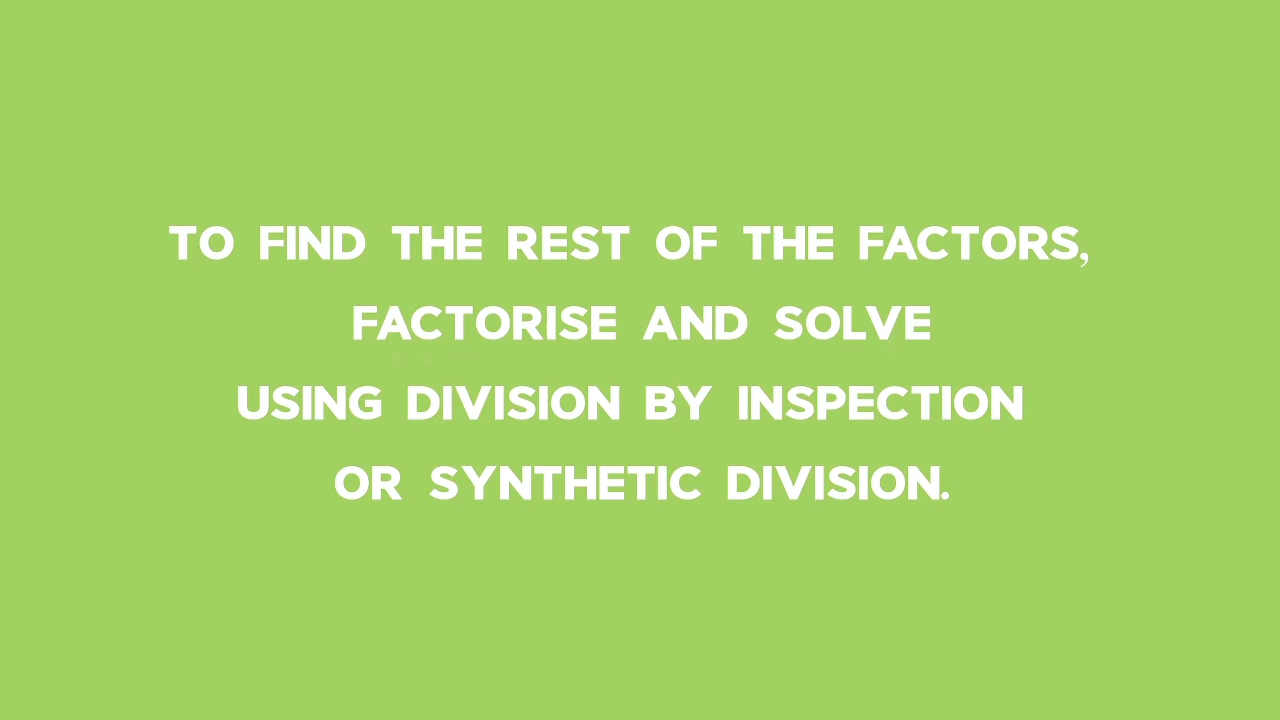 TO FIND THE REST OF THE FACTORS,
FACTORISE AND SOLVE
USING DIVISION BY INSPECTION
OR SYNTHETIC DIVISION.